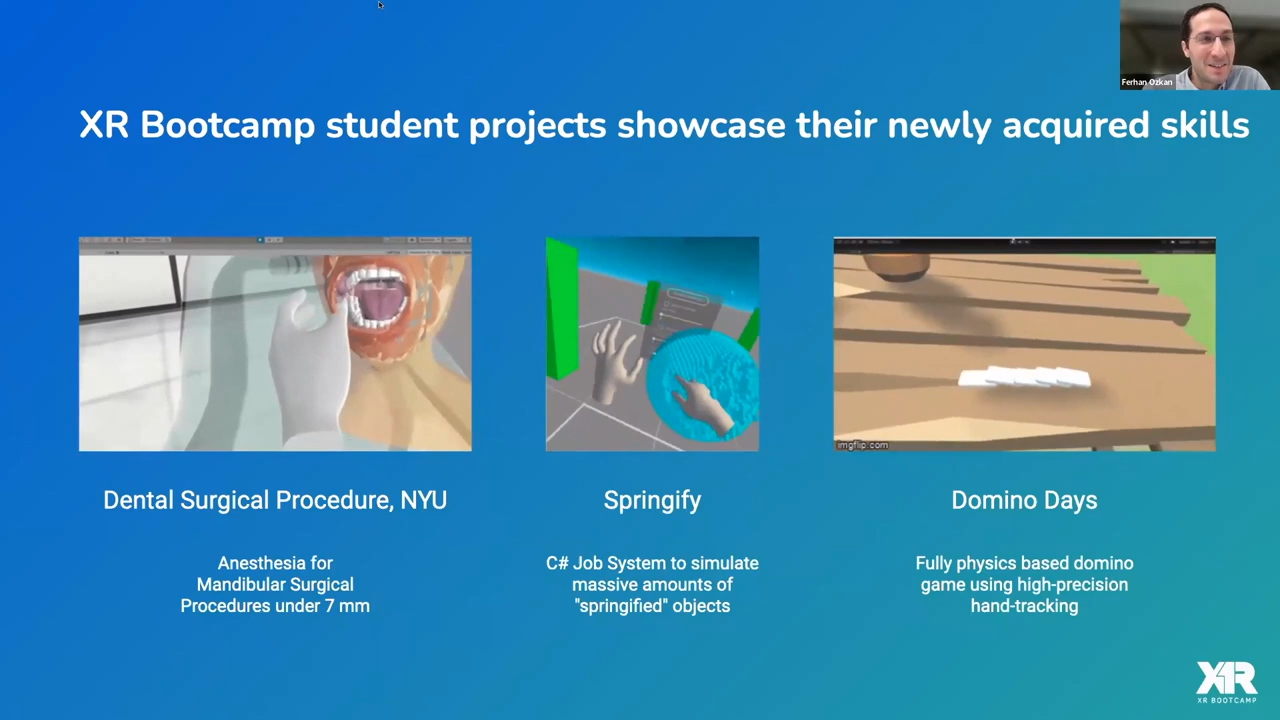 Ferhan Ozkan
XR Bootcamp student projects showcase their newly acquired skills
imgflip.com
Dental Surgical Procedure, NYU
Springify
Domino Days
Anesthesia for
Mandibular Surgical
Procedures under 7 mm
C# Job System to simulate
massive amounts of
"springified" objects
Fully physics based domino
game using high-precision
hand-tracking
XR
XR BOOTCAMP